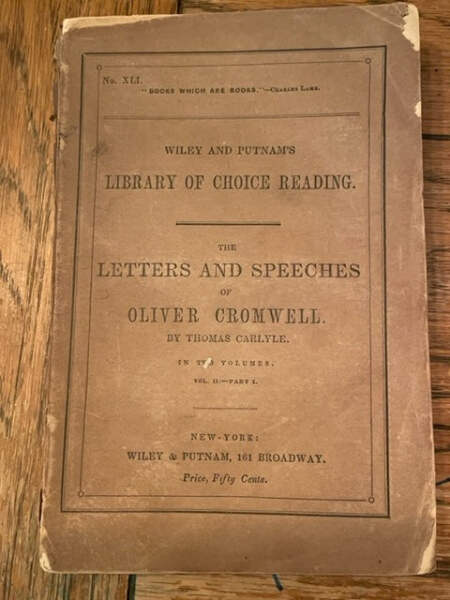 No. XLI.
"BOOKS WHICH ARE BOOKS."—CHARLES LAMB.
WILEY AND PUTNAM'S
LIBRARY OF CHOICE READING.
THE
LETTERS AND SPEECHES
OF
OLIVER CROMWELL.
BY THOMAS CARLYLE.
IN TWO VOLUMES.
VOL. II.—PART I.
NEW-YORK:
WILEY & PUTNAM, 161 BROADWAY.
Price, Fifty Cents.